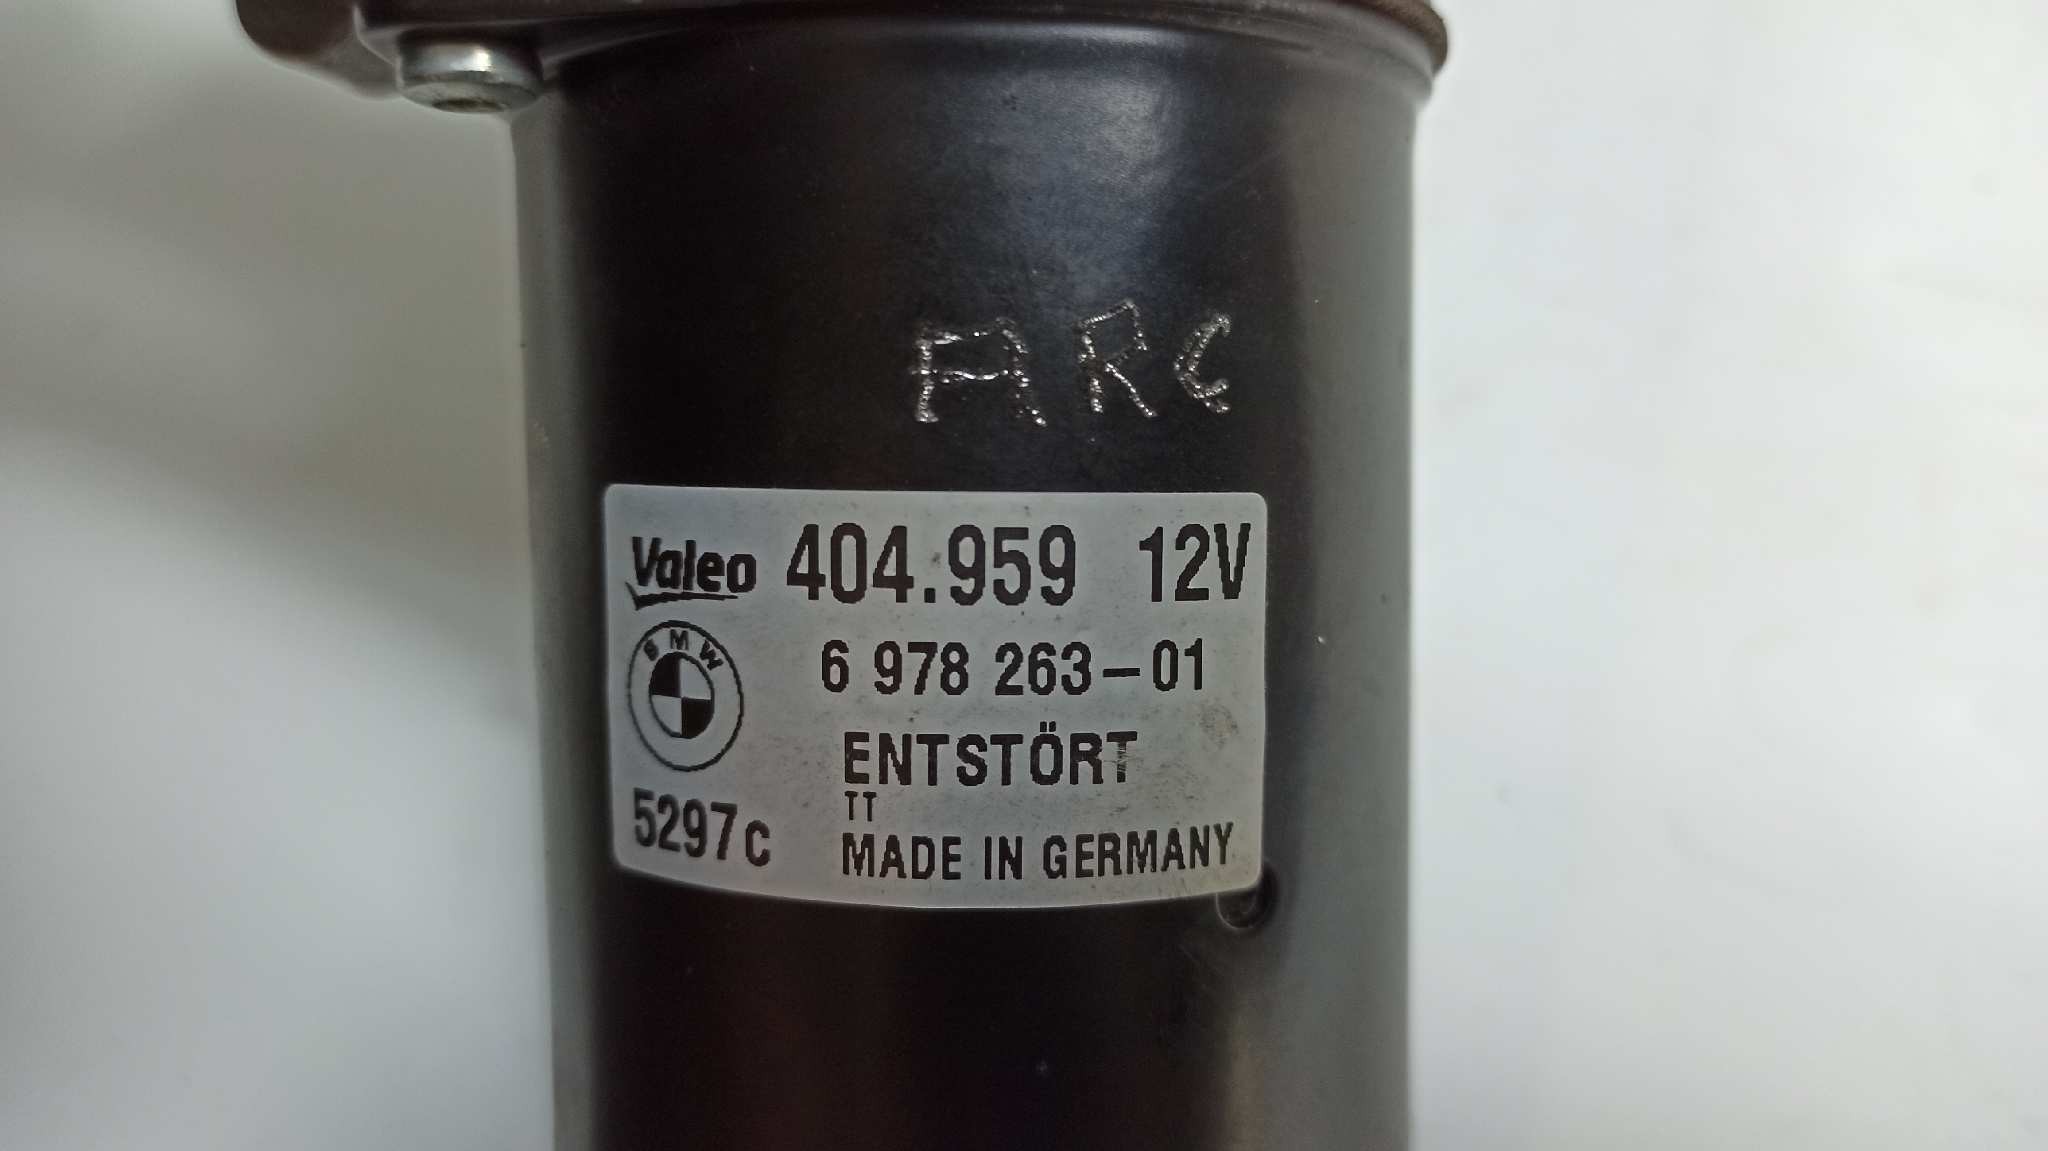 ARC
Valeo 404.959 12V
BMW 6 978 263-01
ENTSTÖRT
TT
5297c MADE IN GERMANY